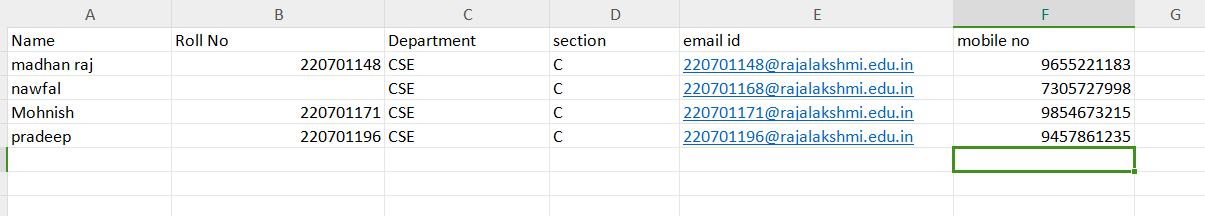 A B C D E F G
Name Roll No Department section email id mobile no
madhan raj 220701148 CSE C 220701148@rajalakshmi.edu.in 9655221183
nawfal CSE C 220701168@rajalakshmi.edu.in 7305727998
Mohnish 220701171 CSE C 220701171@rajalakshmi.edu.in 9854673215
pradeep 220701196 CSE C 220701196@rajalakshmi.edu.in 9457861235